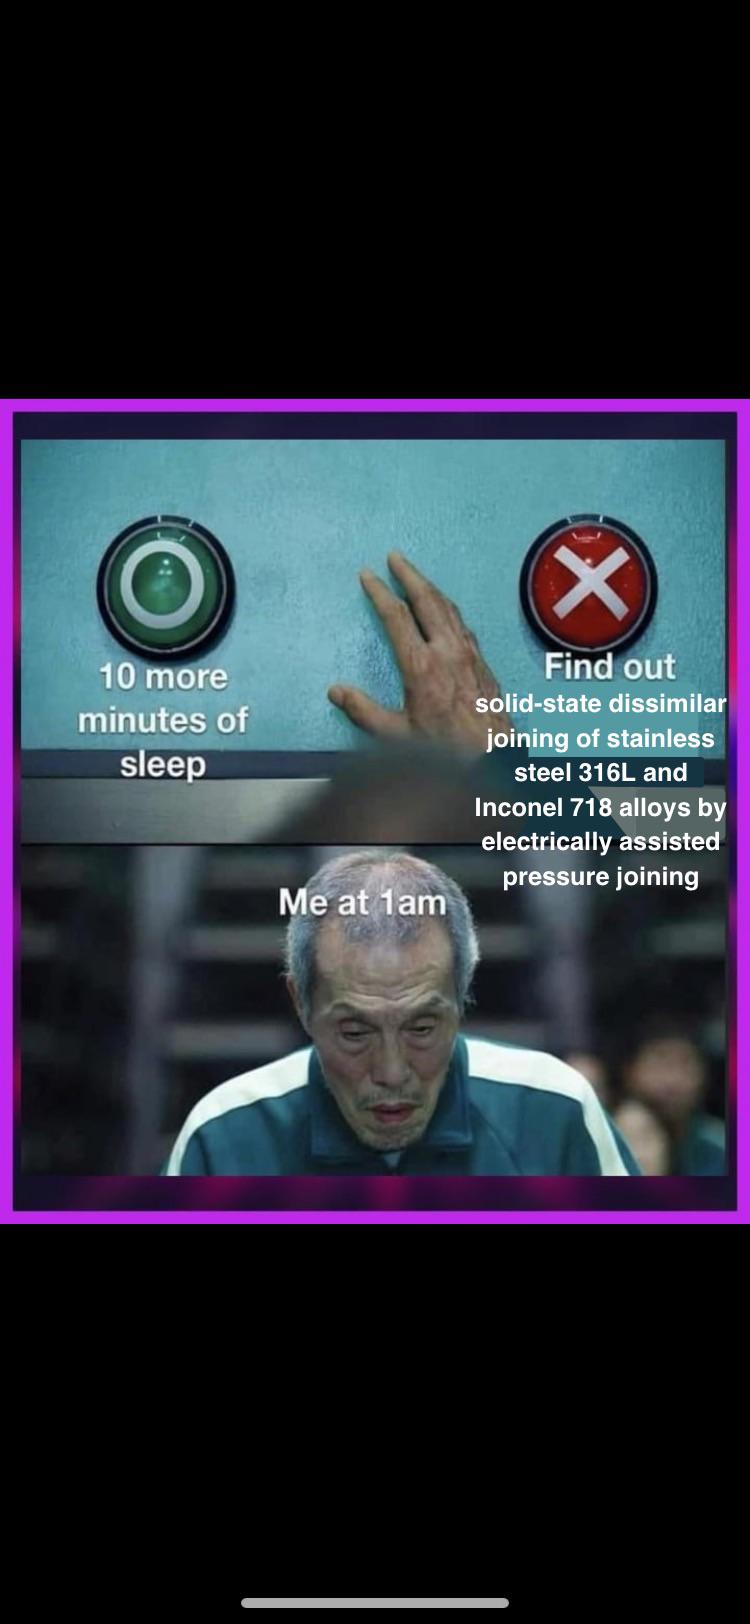 10 more
minutes of
sleep
Find out
solid-state dissimilar
joining of stainless
steel 316L and
Inconel 718 alloys by
electrically assisted
pressure joining
Me at 1am